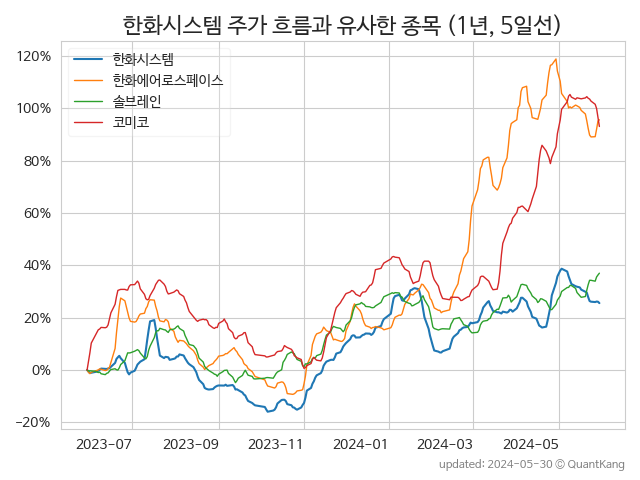 한화시스템 주가 흐름과 유사한 종목 (1년, 5일선)
한화시스템
한화에어로스페이스
솔브레인
코미코
120%
100%
80%
60%
40%
20%
0%
−20%
2023-07
2023-09
2023-11
2024-01
2024-03
2024-05
updated: 2024-05-30 © QuantKang